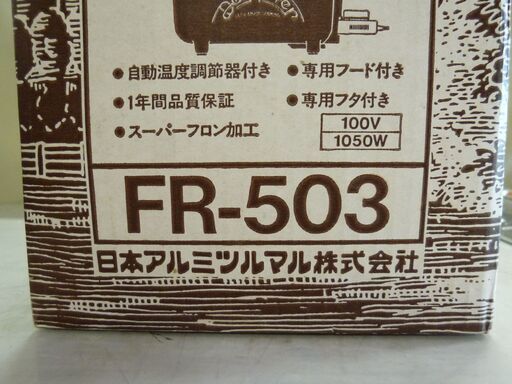 ●自動温度調節器付き ●専用フード付き
●1年間品質保証 ●専用フタ付き
●スーパーフロン加工 100V
1050W
FR-503
日本アルミツルマル株式会社